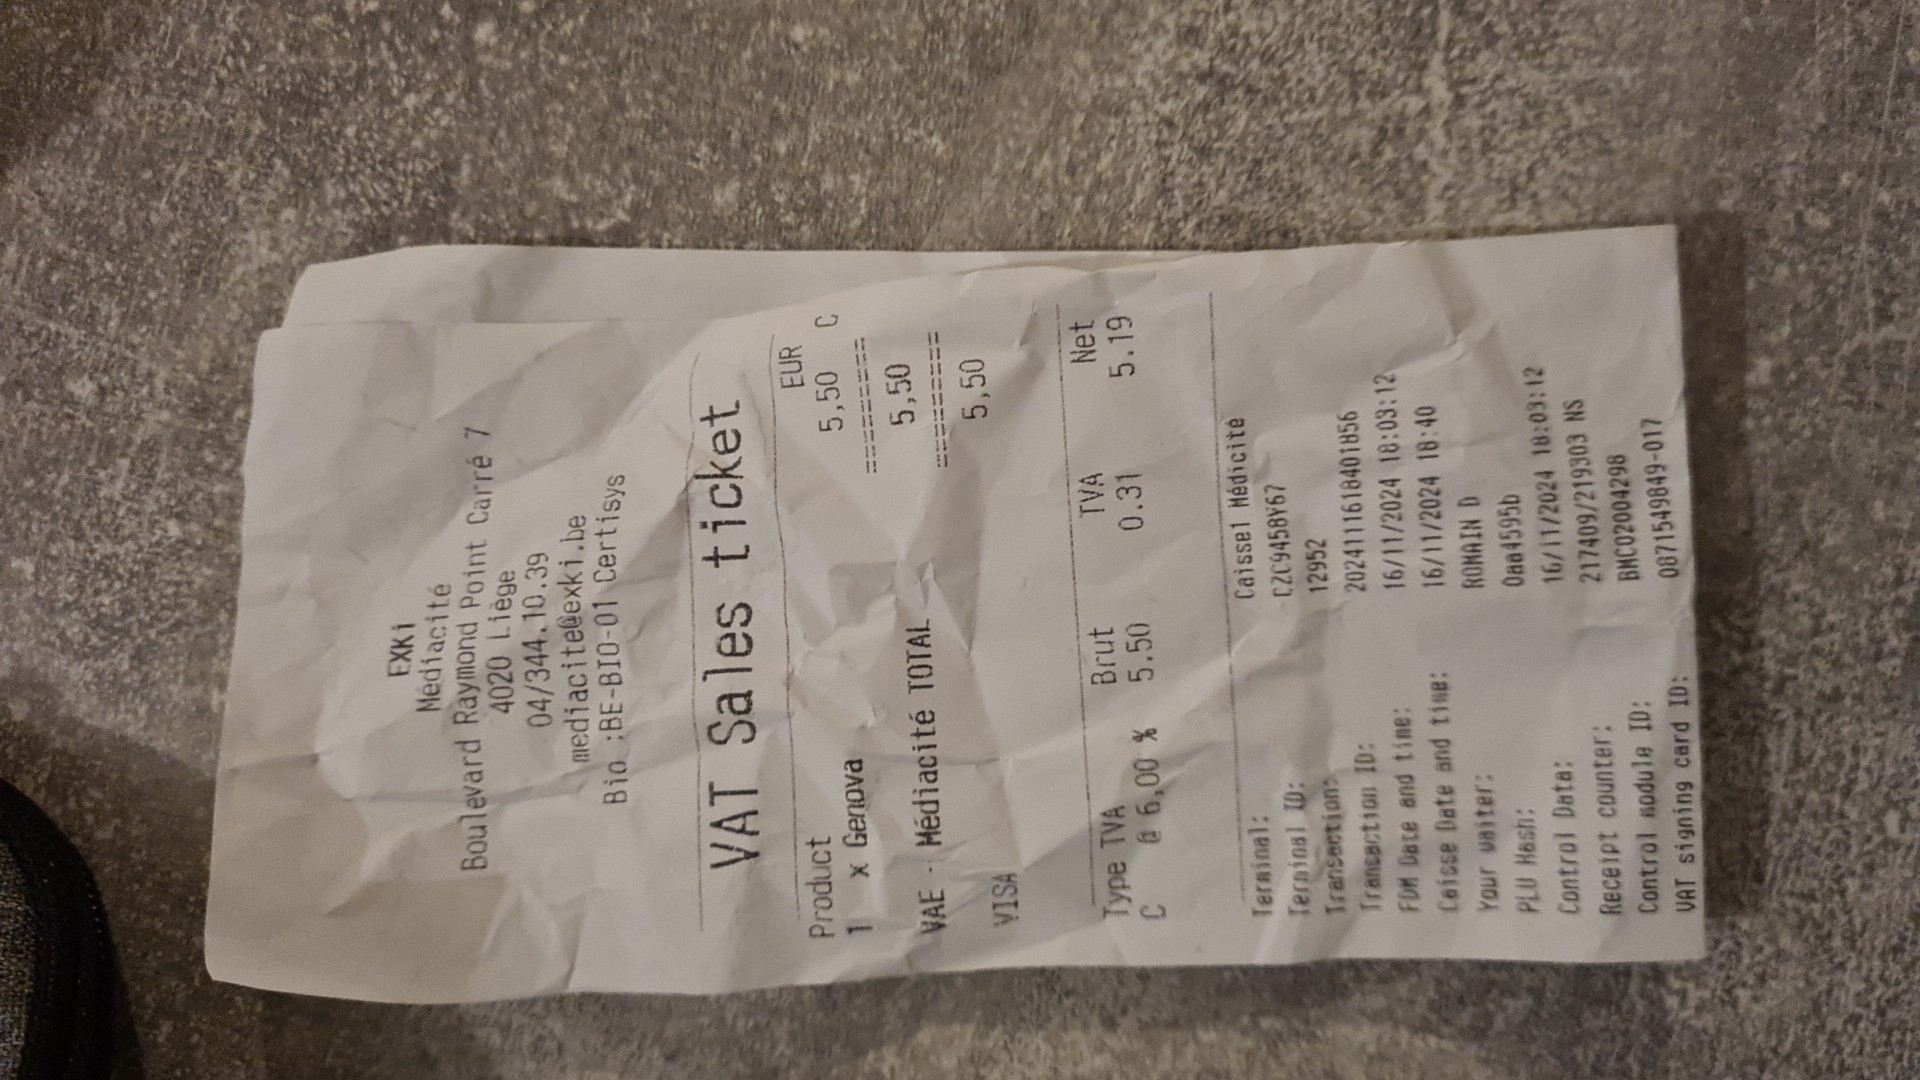 EXKi
Médiacité
Boulevard Raymond Point Carré 7
4020 Liège
04/344.10.39
mediacite@exki.be
Bio :BE-BIO-01 Certisys
VAT Sales ticket
Product EUR
1 x Genova 5,50 C
==========
VAE - Médiacité TOTAL 5,50
==========
VISA 5,50
Type TVA Brut TVA Net
C @ 6,00 % 5.50 0.31 5.19
Terminal: Caisse1 Médicité
Terminal ID: CZC9458Y67
Transaction: 12952
Transaction ID: 2024111618401856
FDM Date and time: 16/11/2024 18:03:12
Caisse Date and time: 16/11/2024 18:40
Your waiter: ROMAIN D
PLU Hash: 0aa4595b
Control Data: 16/11/2024 18:03:12
Receipt counter: 217409/219303 NS
Control module ID: BMC02004298
VAT signing card ID: 0871549849-017